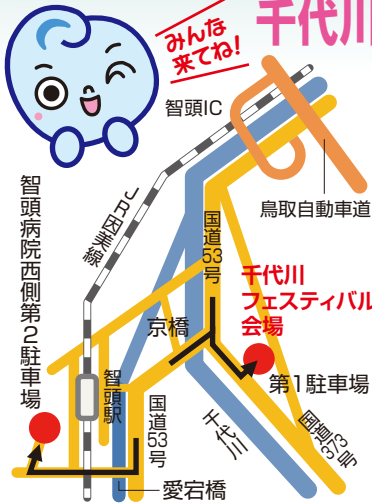 千代川
みんな
来てね!
智頭IC
鳥取自動車道
JR因美線
国道53号
智頭病院西側第2駐車場
千代川
フェスティバル
会場
京橋
第1駐車場
智頭駅
国道53号
千代川
国道373号
愛宕橋